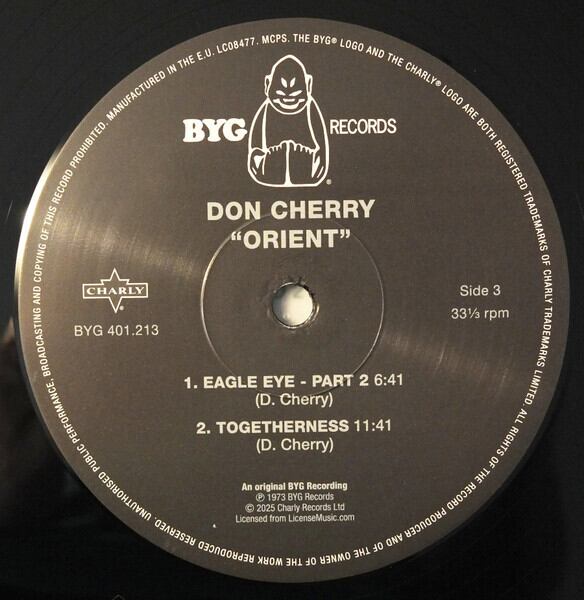 UNAUTHORISED PUBLIC PERFORMANCE, BROADCASTING AND COPYING OF THIS RECORD PROHIBITED. MANUFACTURED IN THE E.U. LC08477. MCPS. THE BYG® LOGO AND THE CHARLY® LOGO ARE BOTH REGISTERED TRADEMARKS OF CHARLY TRADEMARKS LIMITED. ALL RIGHTS OF THE RECORD PRODUCER AND OF THE OWNER OF THE WORK REPRODUCED RESERVED.
BYG RECORDS
®
DON CHERRY
“ORIENT”
CHARLY®
BYG 401.213
Side 3
33⅓ rpm
1. EAGLE EYE - PART 2 6:41
(D. Cherry)
2. TOGETHERNESS 11:41
(D. Cherry)
An original BYG Recording
℗ 1973 BYG Records
© 2025 Charly Records Ltd
Licensed from LicenseMusic.com